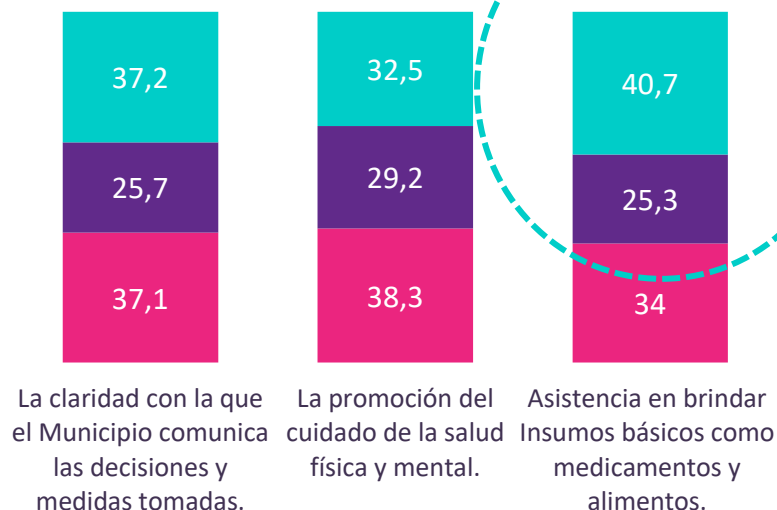 37,2
25,7
37,1
32,5
29,2
38,3
40,7
25,3
34
La claridad con la que
el Municipio comunica
las decisiones y
medidas tomadas.
La promoción del
cuidado de la salud
física y mental.
Asistencia en brindar
Insumos básicos como
medicamentos y
alimentos.